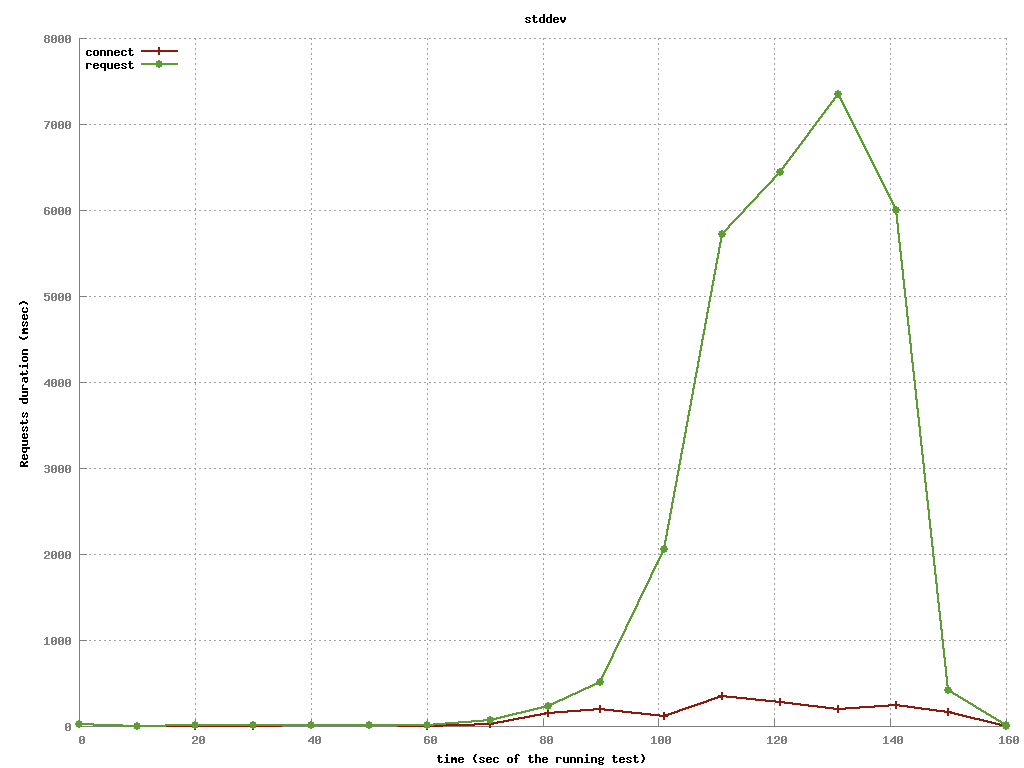 stddev
8000
connect
request
7000
6000
5000
4000
3000
2000
1000
0
Requests duration (msec)
0 20 40 60 80 100 120 140 160
time (sec of the running test)